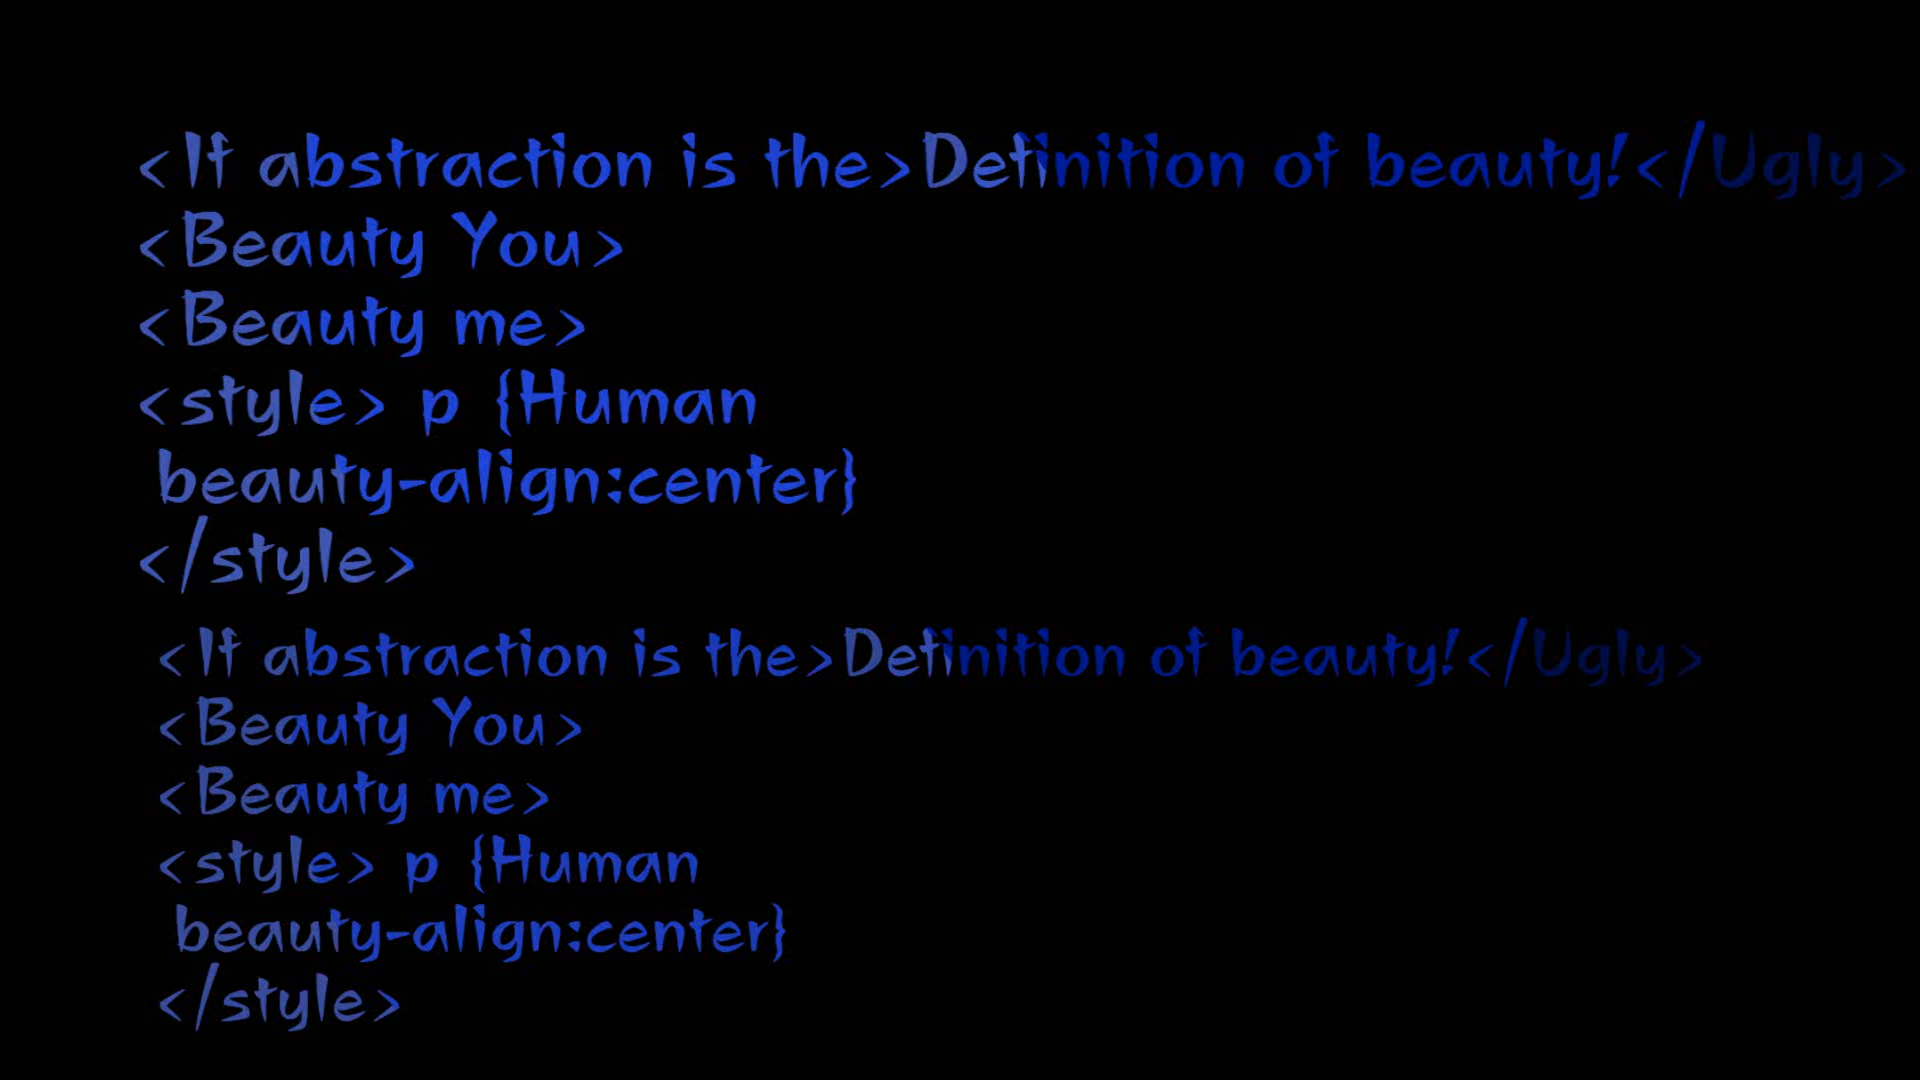 <If abstraction is the>Definition of beauty!</Ugly>
<Beauty You>
<Beauty me>
<style> p {Human
beauty-align:center}
</style>
<If abstraction is the>Definition of beauty!</Ugly>
<Beauty You>
<Beauty me>
<style> p {Human
beauty-align:center}
</style>